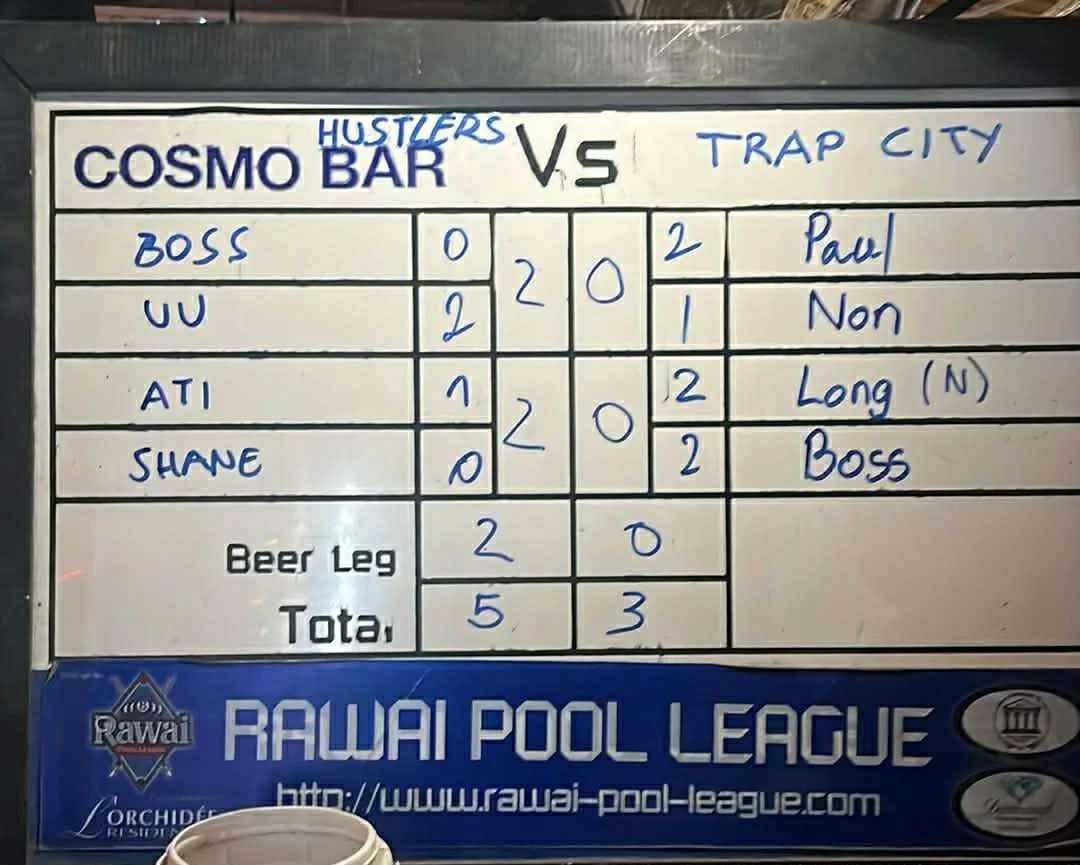 HUSTLERS
COSMO BAR Vs TRAP CITY
BOSS 0 2 0 2 Paul
UU 2 1 Non
ATI 1 2 0 2 Long (N)
SHANE 0 2 Boss
Beer Leg 2 0
Total 5 3
Rawai
RAWAI POOL LEAGUE
http://www.rawai-pool-league.com
L'ORCHIDÉE
RESIDEN